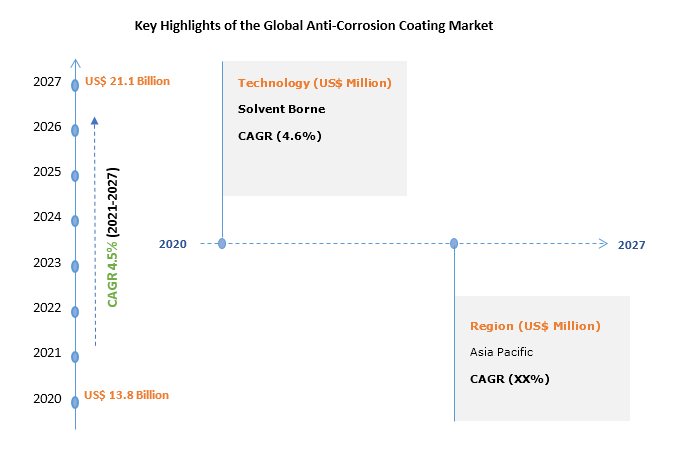 Key Highlights of the Global Anti-Corrosion Coating Market
2027
US$ 21.1 Billion
2026
2025
2024
2023
2022
2021
2020
US$ 13.8 Billion
CAGR 4.5% (2021-2027)
Technology (US$ Million)
Solvent Borne
CAGR (4.6%)
2020
2027
Region (US$ Million)
Asia Pacific
CAGR (XX%)